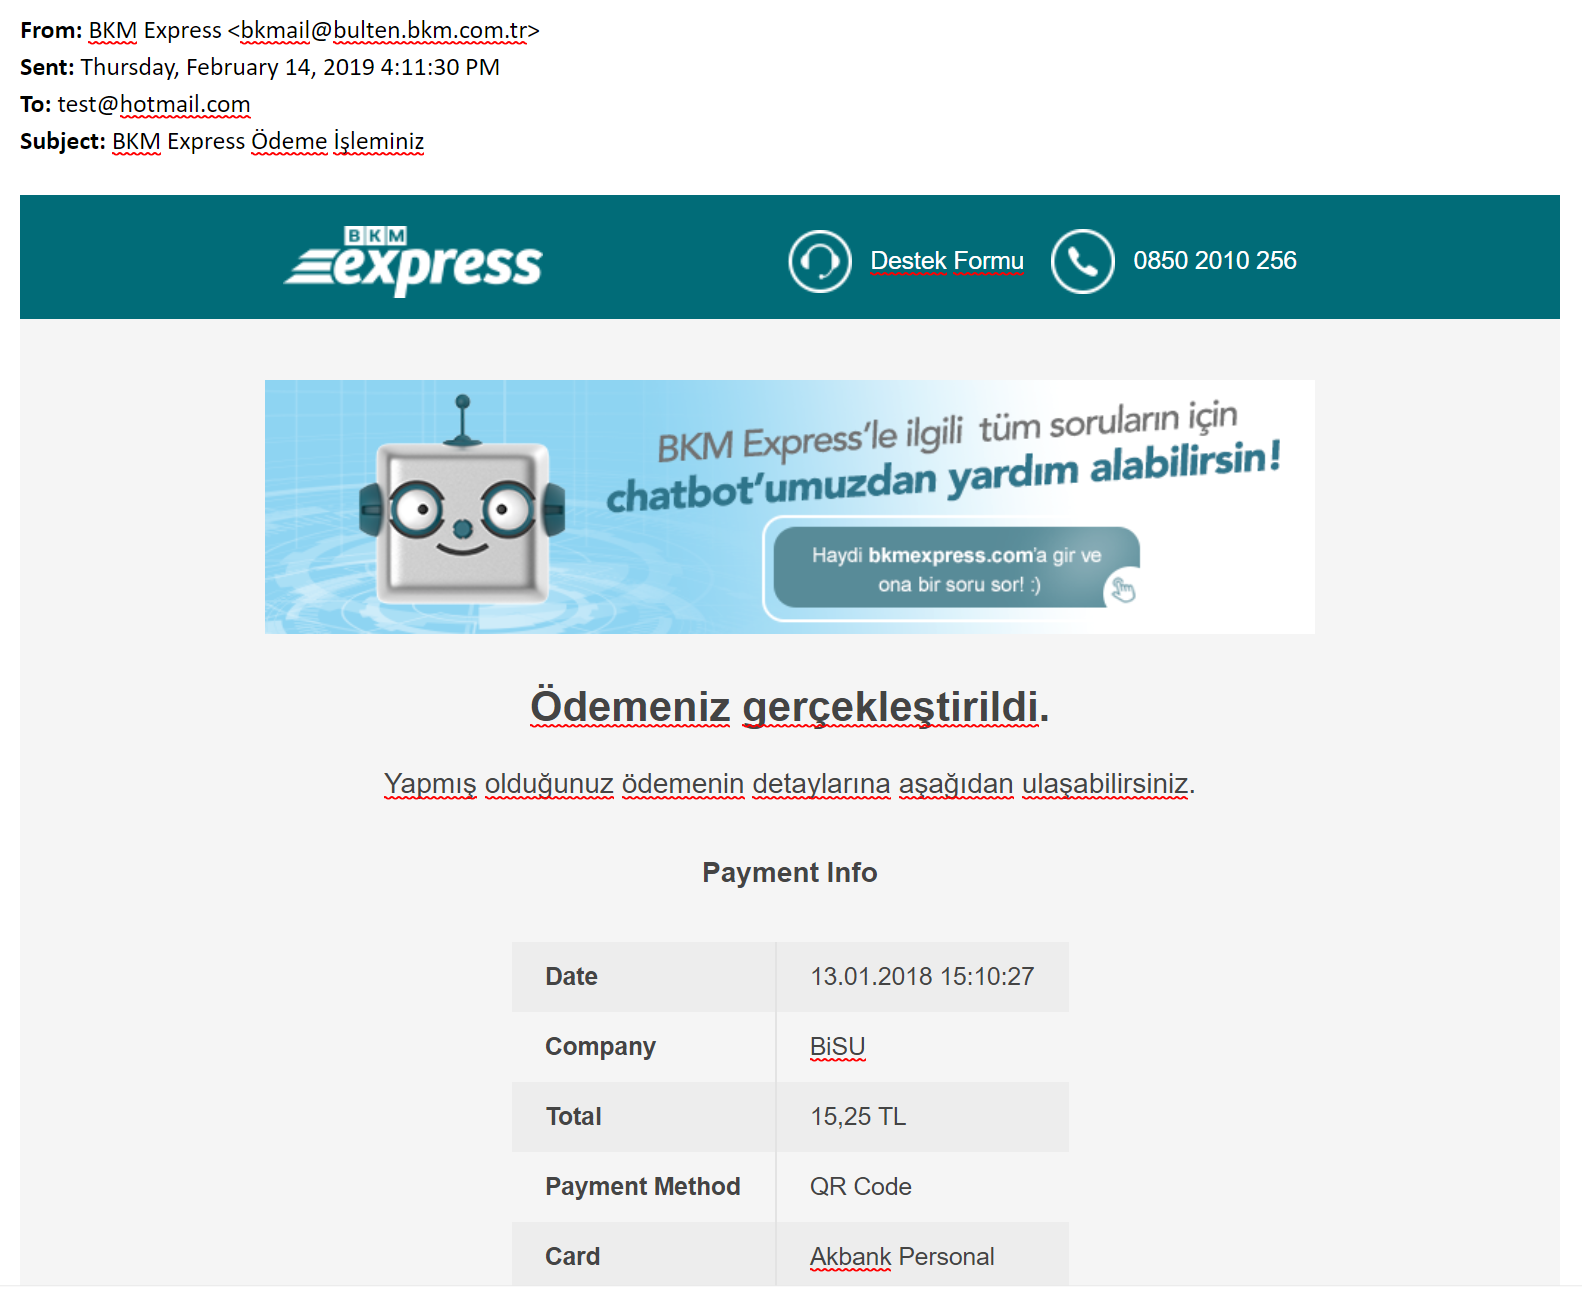 From: BKM Express <bkmail@bulten.bkm.com.tr>
Sent: Thursday, February 14, 2019 4:11:30 PM
To: test@hotmail.com
Subject: BKM Express Ödeme İşleminiz
BKM
express
Destek Formu
0850 2010 256
BKM Express'le ilgili tüm soruların için
chatbot'umuzdan yardım alabilirsin!
Haydi bkmexpress.com'a gir ve
ona bir soru sor! :)
Ödemeniz gerçekleştirildi.
Yapmış olduğunuz ödemenin detaylarına aşağıdan ulaşabilirsiniz.
Payment Info
Date 13.01.2018 15:10:27
Company BiSU
Total 15,25 TL
Payment Method QR Code
Card Akbank Personal